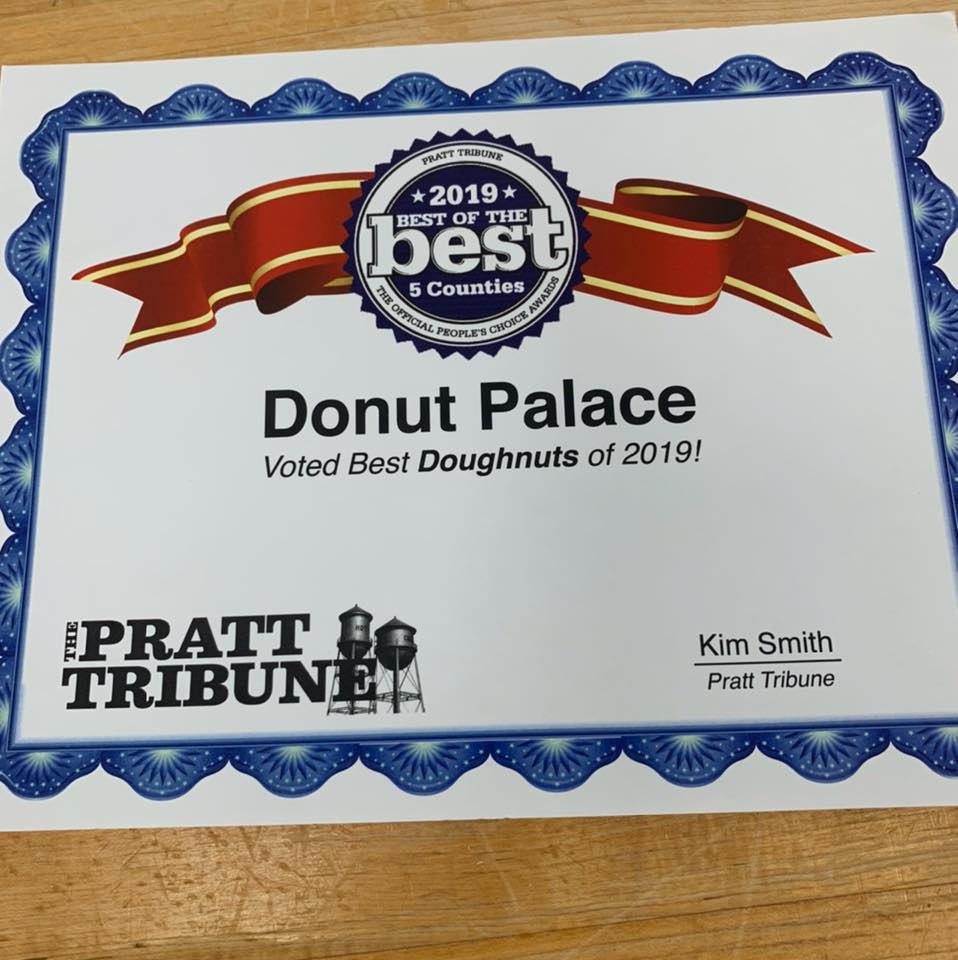 PRATT TRIBUNE
2019
BEST OF THE
best
5 Counties
THE OFFICIAL PEOPLE'S CHOICE AWARDS
Donut Palace
Voted Best Doughnuts of 2019!
THE PRATT
TRIBUNE
Kim Smith
Pratt Tribune